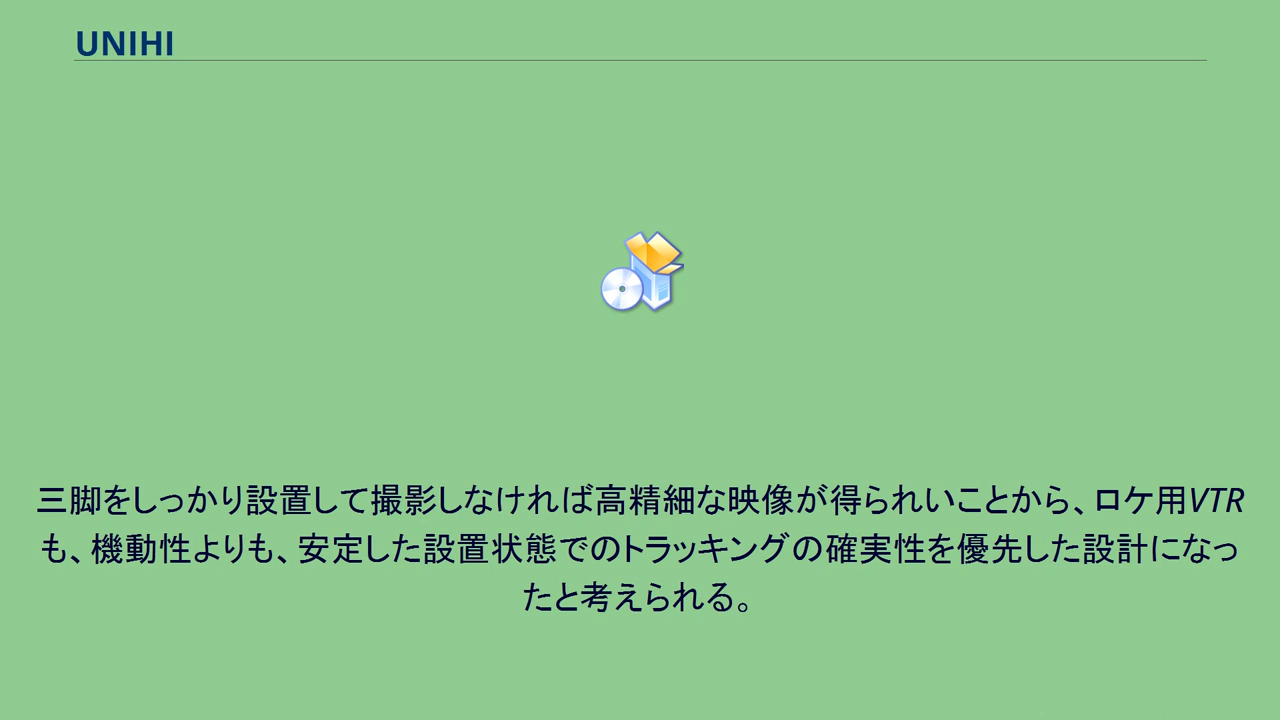 UNIHI
三脚をしっかり設置して撮影しなければ高精細な映像が得られいことから、ロケ用VTR
も、機動性よりも、安定した設置状態でのトラッキングの確実性を優先した設計になっ
たと考えられる。